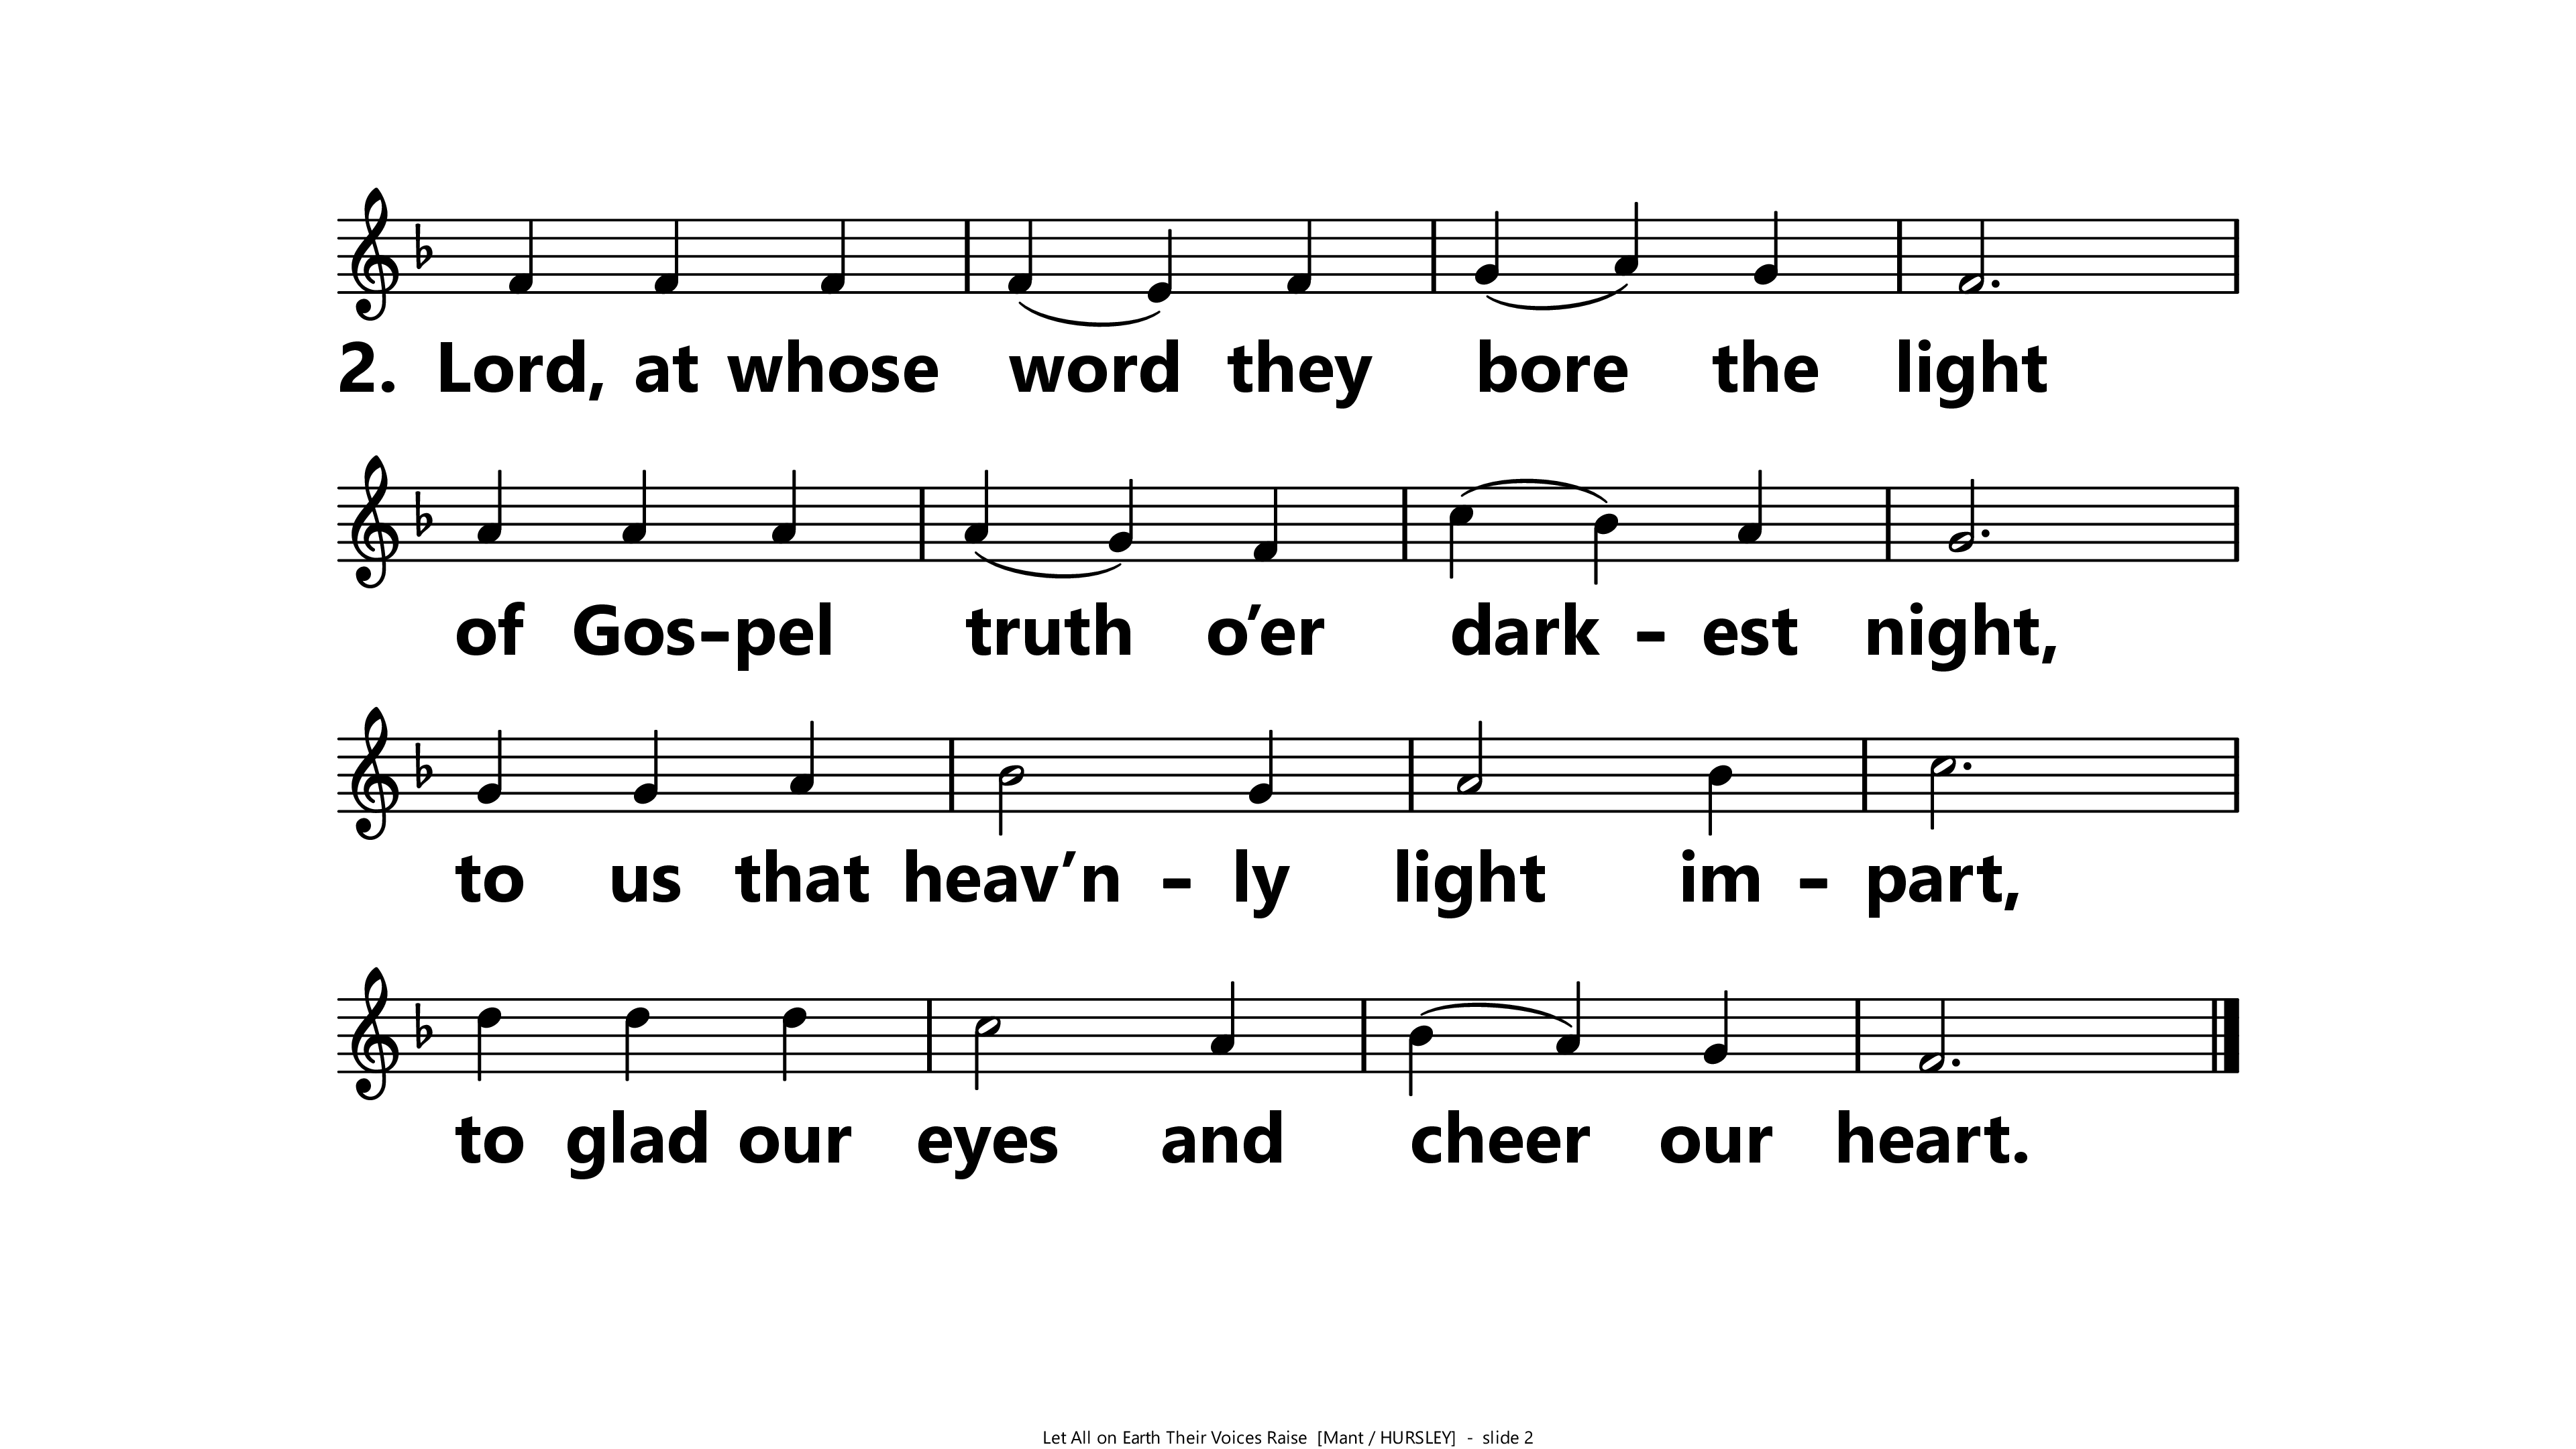 2. Lord, at whose word they bore the light
of Gos-pel truth o’er dark - est night,
to us that heav’n - ly light im - part,
to glad our eyes and cheer our heart.
Let All on Earth Their Voices Raise [Mant / HURSLEY] - slide 2